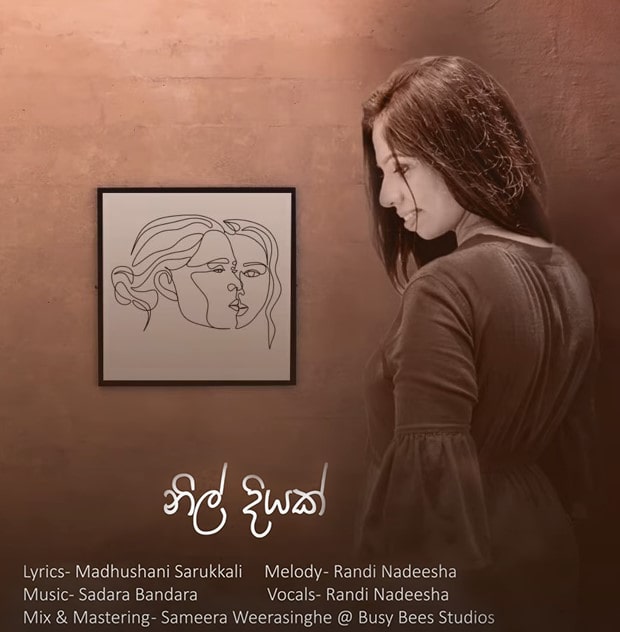 නිල් දියක්
Lyrics- Madhushani Sarukkali Melody- Randi Nadeesha
Music- Sadara Bandara Vocals- Randi Nadeesha
Mix & Mastering- Sameera Weerasinghe @ Busy Bees Studios